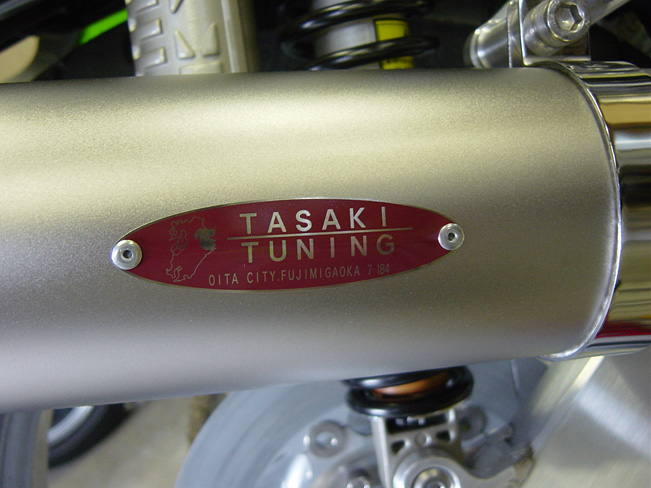 TASAKI
TUNING
OITA CITY.FUJIMIGAOKA 7-184